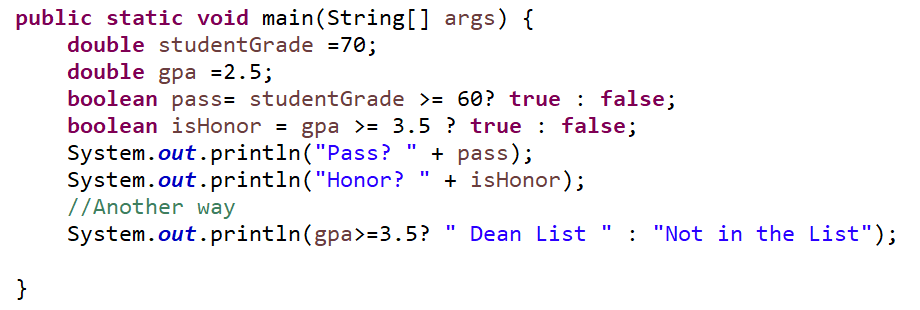 public static void main(String[] args) {
    double studentGrade =70;
    double gpa =2.5;
    boolean pass= studentGrade >= 60? true : false;
    boolean isHonor = gpa >= 3.5 ? true : false;
    System.out.println("Pass? " + pass);
    System.out.println("Honor? " + isHonor);
    //Another way
    System.out.println(gpa>=3.5? " Dean List " : "Not in the List");
}